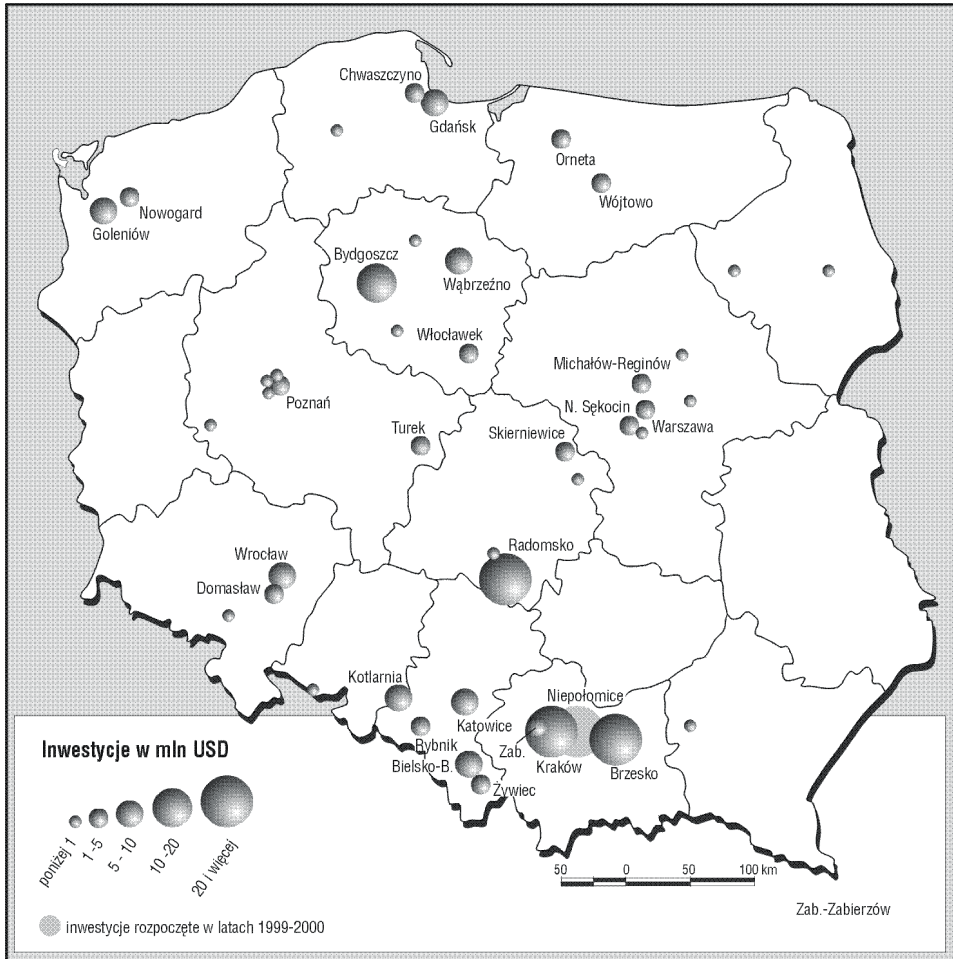 Chwaszczyno
Gdańsk
Orneta
Wójtowo
Nowogard
Goleniów
Bydgoszcz
Wąbrzeźno
Włocławek
Michałów-Reginów
N. Sękocin
Warszawa
Poznań
Turek
Skierniewice
Radomsko
Wrocław
Domasław
Kotlarnia
Katowice
Rybnik
Bielsko-B.
Żywiec
Niepołomice
Zab.
Kraków
Brzesko
Inwestycje w mln USD
poniżej 1
1 -5
5 - 10
10 -20
20 i więcej
inwestycje rozpoczęte w latach 1999-2000
50 0 50 100 km
Zab.-Zabierzów